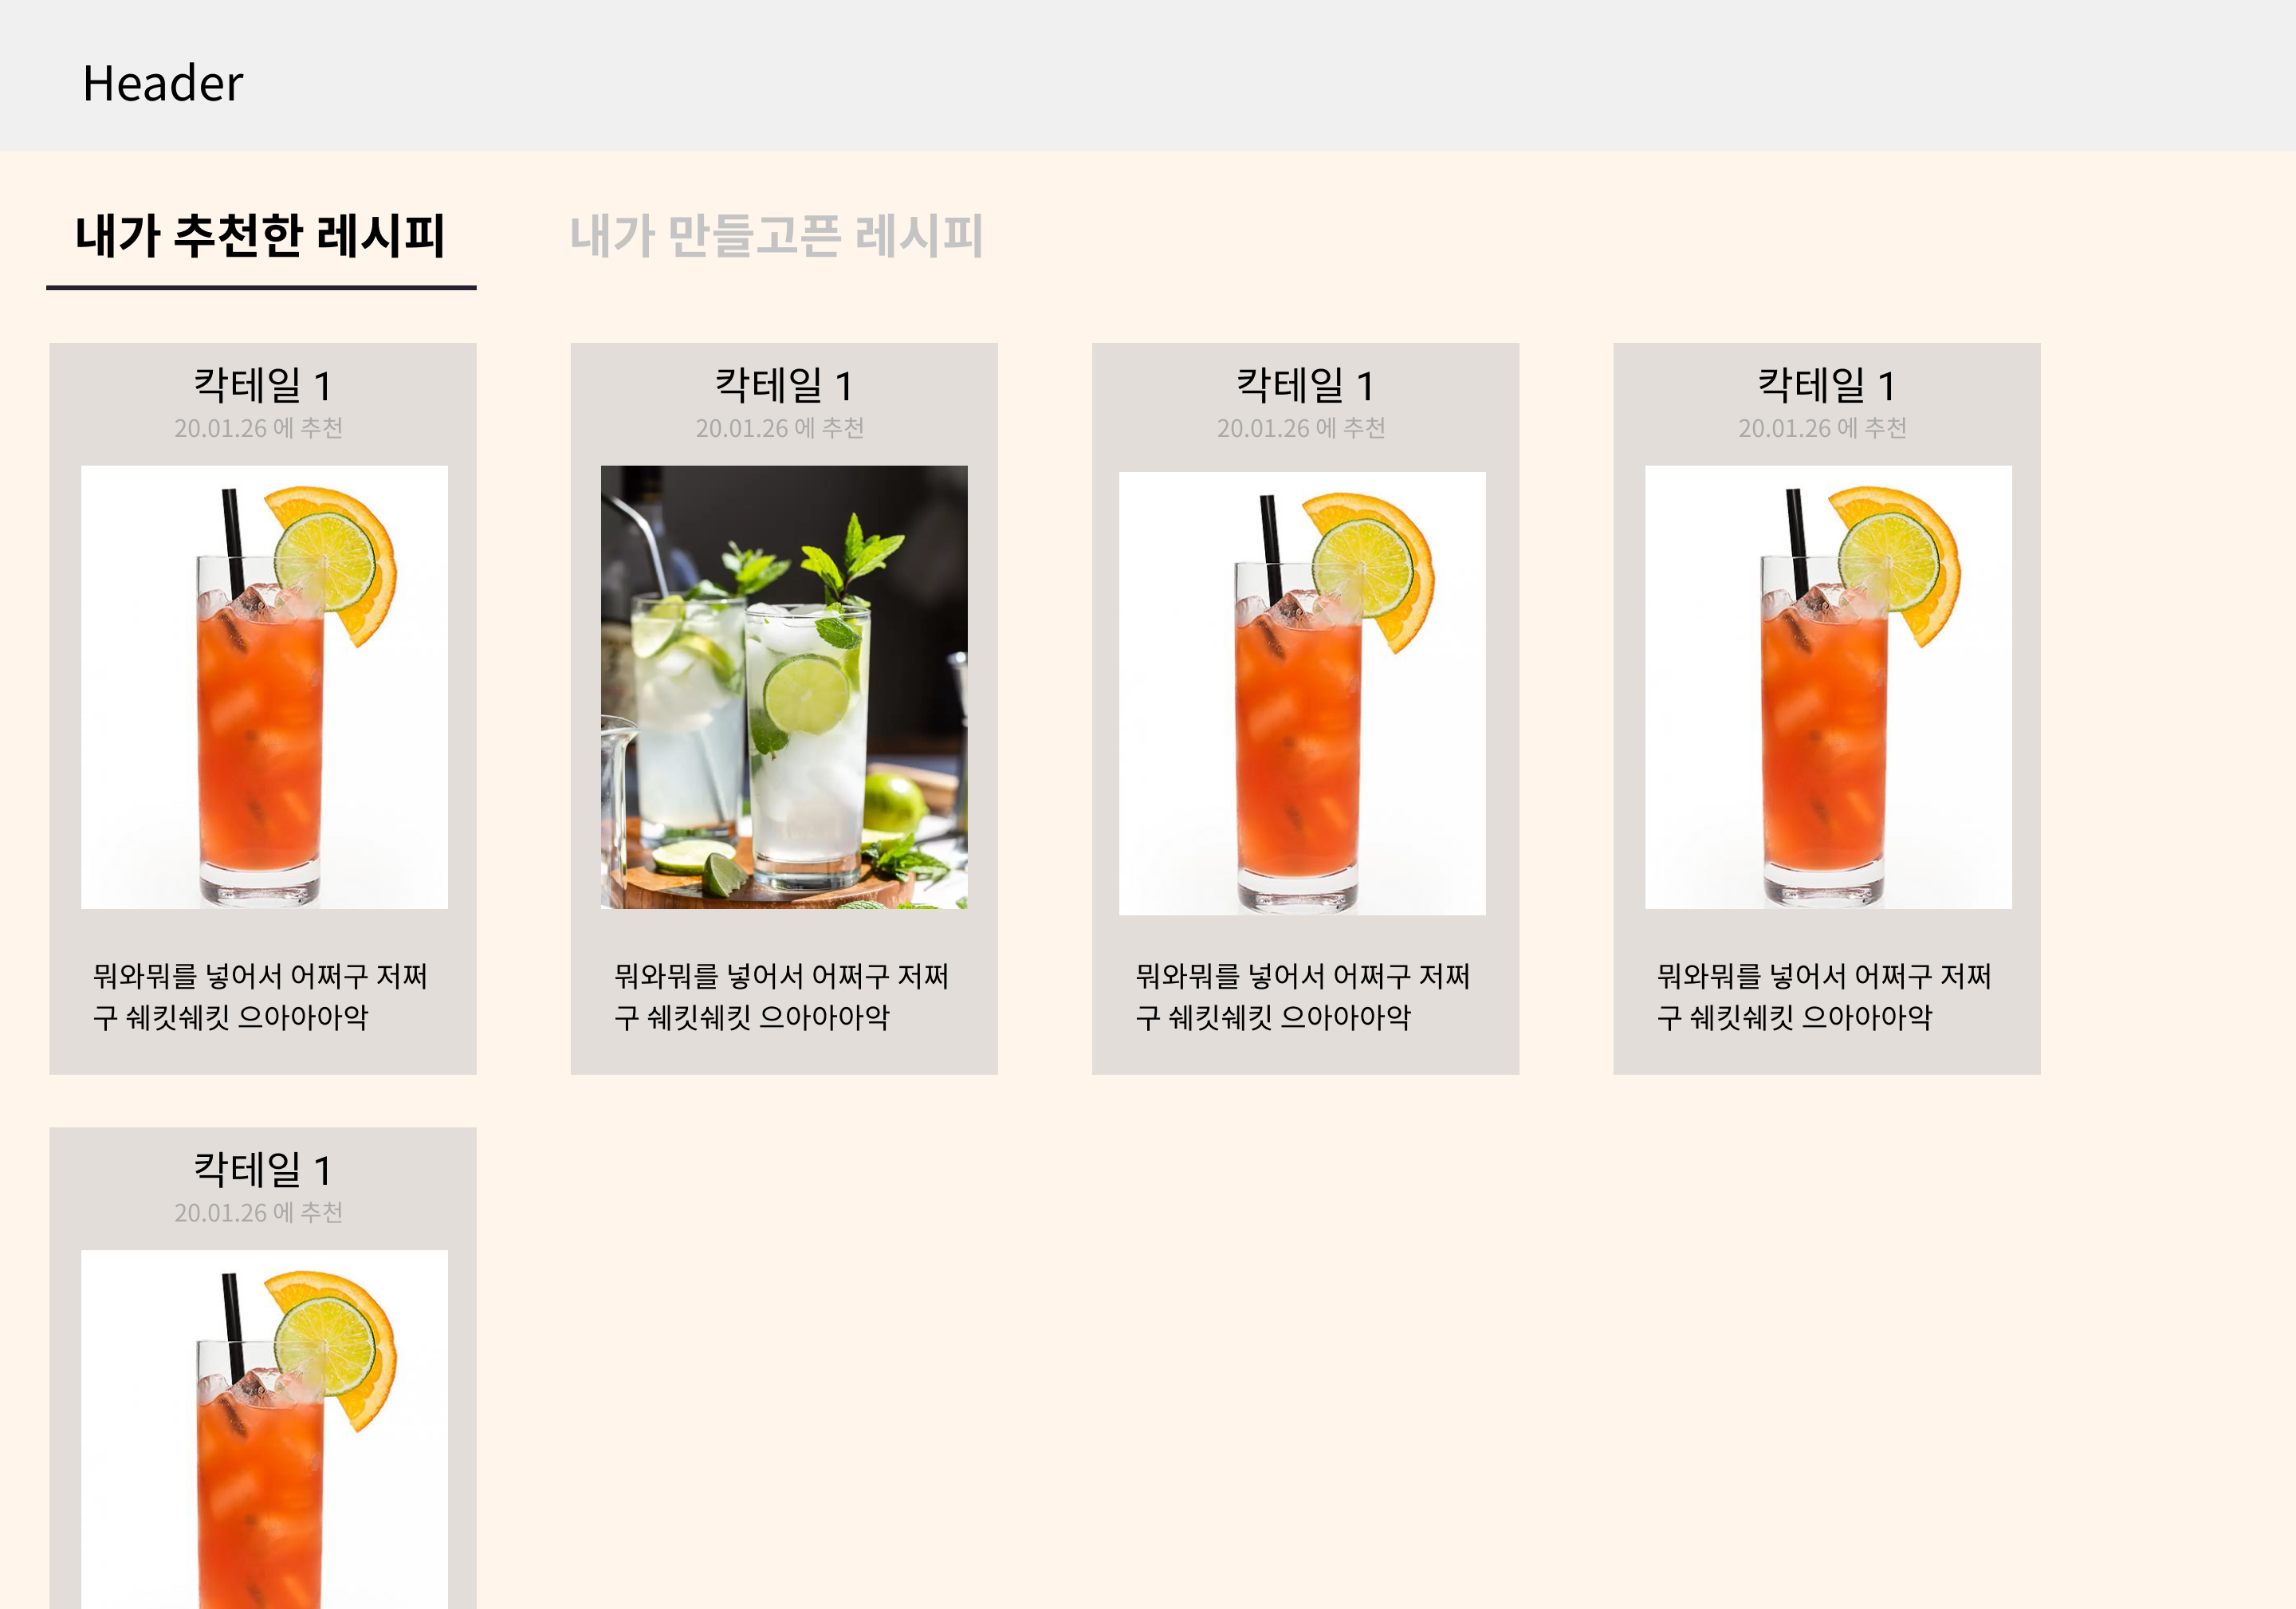 Header
내가 추천한 레시피
내가 만들고픈 레시피
칵테일 1
20.01.26 에 추천
뭐와뭐를 넣어서 어쩌구 저쩌
구 쉐킷쉐킷 으아아아악
칵테일 1
20.01.26 에 추천
뭐와뭐를 넣어서 어쩌구 저쩌
구 쉐킷쉐킷 으아아아악
칵테일 1
20.01.26 에 추천
뭐와뭐를 넣어서 어쩌구 저쩌
구 쉐킷쉐킷 으아아아악
칵테일 1
20.01.26 에 추천
뭐와뭐를 넣어서 어쩌구 저쩌
구 쉐킷쉐킷 으아아아악
칵테일 1
20.01.26 에 추천